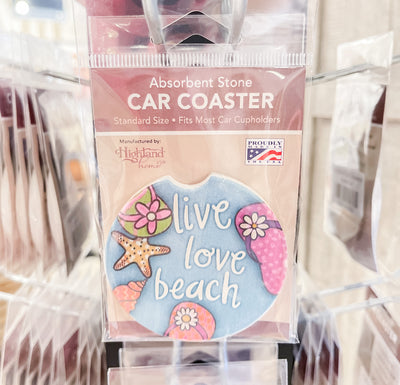 Absorbent Stone
CAR COASTER
Standard Size • Fits Most Car Cupholders
Manufactured by:
Highland
home
PROUDLY
MADE IN
THE USA
live
love
beach